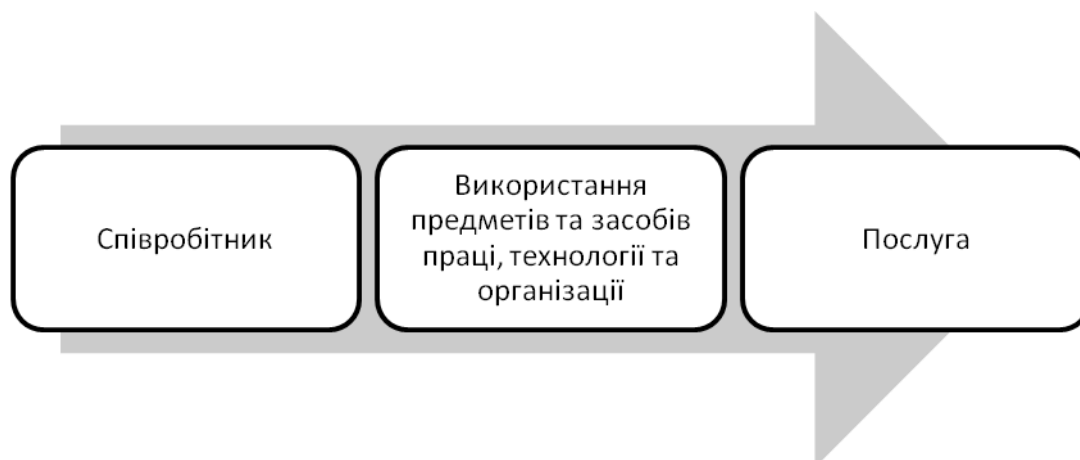 Співробітник
Використання
предметів та засобів
праці, технології та
організації
Послуга